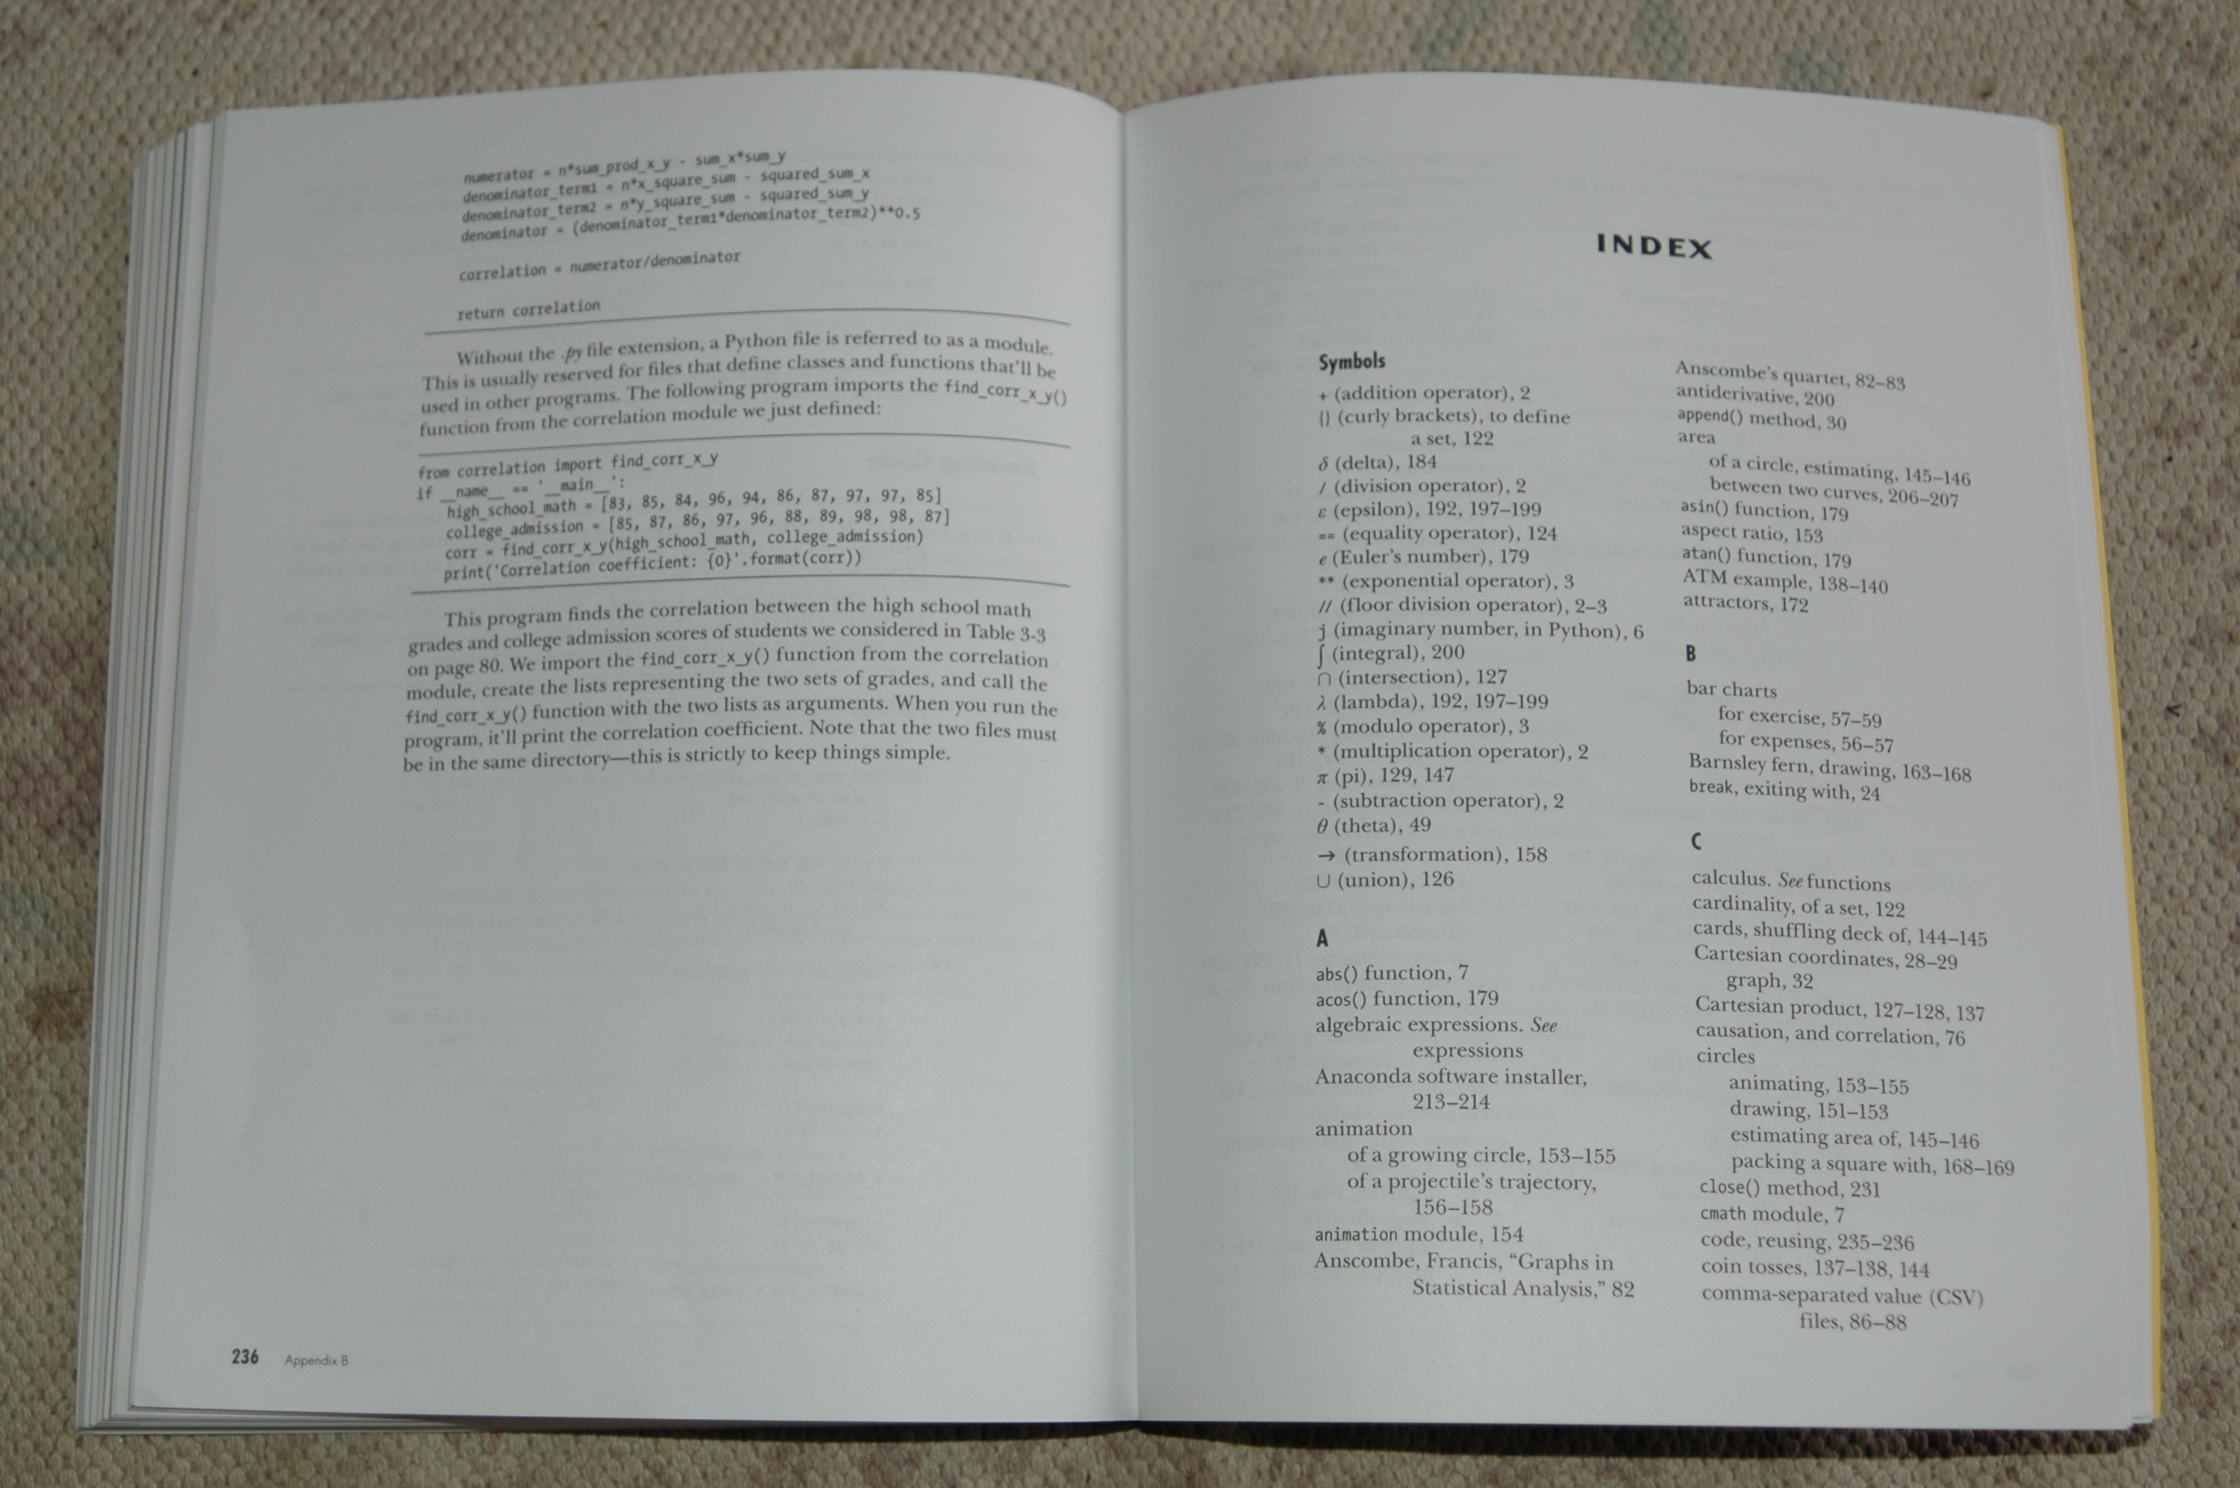 numerator = n*sum_prod_x_y - sum_x*sum_y
denominator_term1 = n*x_square_sum - squared_sum_x
denominator_term2 = n*y_square_sum - squared_sum_y
denominator = (denominator_term1*denominator_term2)**0.5
correlation = numerator/denominator
return correlation
Without the .py file extension, a Python file is referred to as a module.
This is usually reserved for files that define classes and functions that'll be
used in other programs. The following program imports the find_corr_x_y()
function from the correlation module we just defined:
from correlation import find_corr_x_y
if __name__ == '__main__':
high_school_math = [83, 85, 84, 96, 94, 86, 87, 97, 97, 85]
college_admission = [85, 87, 86, 97, 96, 88, 89, 98, 98, 87]
corr = find_corr_x_y(high_school_math, college_admission)
print('Correlation coefficient: {0}'.format(corr))
This program finds the correlation between the high school math
grades and college admission scores of students we considered in Table 3-3
on page 80. We import the find_corr_x_y() function from the correlation
module, create the lists representing the two sets of grades, and call the
find_corr_x_y() function with the two lists as arguments. When you run the
program, it'll print the correlation coefficient. Note that the two files must
be in the same directory—this is strictly to keep things simple.
236 Appendix B
INDEX
Symbols
+ (addition operator), 2
{} (curly brackets), to define
a set, 122
δ (delta), 184
/ (division operator), 2
ε (epsilon), 192, 197–199
== (equality operator), 124
e (Euler's number), 179
** (exponential operator), 3
// (floor division operator), 2–3
j (imaginary number, in Python), 6
∫ (integral), 200
∩ (intersection), 127
λ (lambda), 192, 197–199
% (modulo operator), 3
* (multiplication operator), 2
π (pi), 129, 147
- (subtraction operator), 2
θ (theta), 49
→ (transformation), 158
∪ (union), 126
A
abs() function, 7
acos() function, 179
algebraic expressions. See
expressions
Anaconda software installer,
213–214
animation
of a growing circle, 153–155
of a projectile's trajectory,
156–158
animation module, 154
Anscombe, Francis, “Graphs in
Statistical Analysis,” 82
Anscombe's quartet, 82–83
antiderivative, 200
append() method, 30
area
of a circle, estimating, 145–146
between two curves, 206–207
asin() function, 179
aspect ratio, 153
atan() function, 179
ATM example, 138–140
attractors, 172
B
bar charts
for exercise, 57–59
for expenses, 56–57
Barnsley fern, drawing, 163–168
break, exiting with, 24
C
calculus. See functions
cardinality, of a set, 122
cards, shuffling deck of, 144–145
Cartesian coordinates, 28–29
graph, 32
Cartesian product, 127–128, 137
causation, and correlation, 76
circles
animating, 153–155
drawing, 151–153
estimating area of, 145–146
packing a square with, 168–169
close() method, 231
cmath module, 7
code, reusing, 235–236
coin tosses, 137–138, 144
comma-separated value (CSV)
files, 86–88